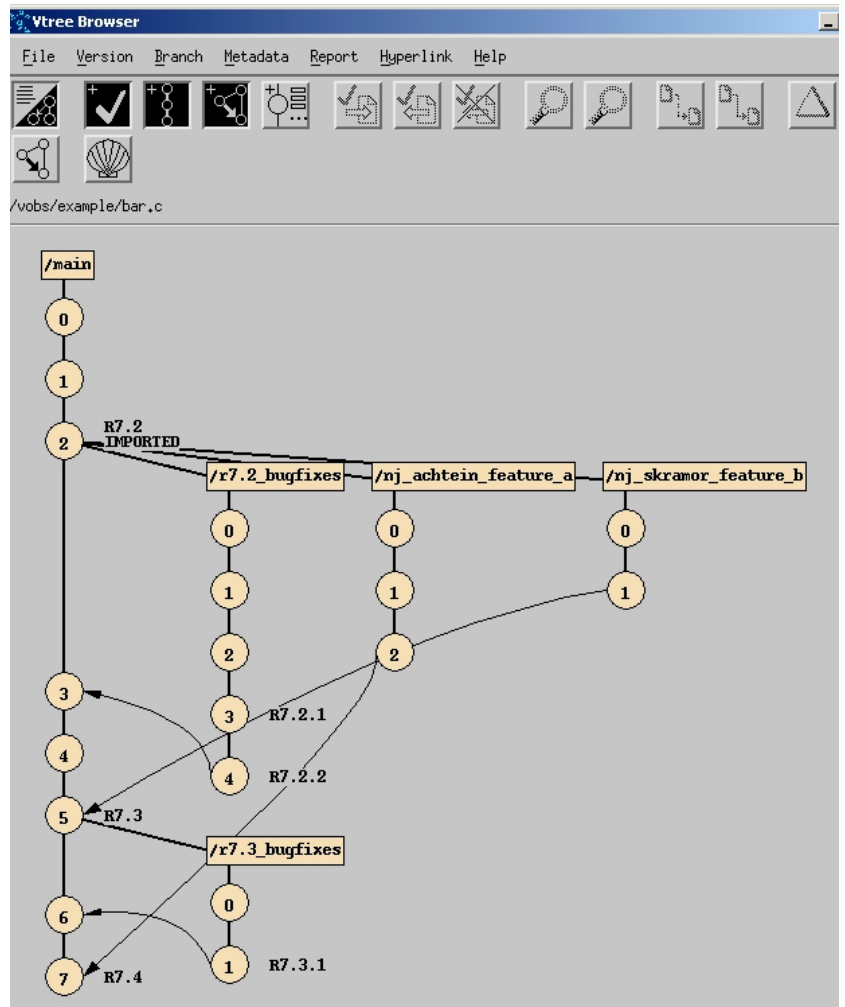 Vtree Browser
File Version Branch Metadata Report Hyperlink Help
/vobs/example/bar.c
/main
0
1
R7.2
2 IMPORTED
/r7.2_bugfixes /nj_achtein_feature_a /nj_skramor_feature_b
0 0 0
1 1 1
2 2
3 3 R7.2.1
4 4 R7.2.2
5 R7.3
/r7.3_bugfixes
0
6
1 R7.3.1
7 R7.4